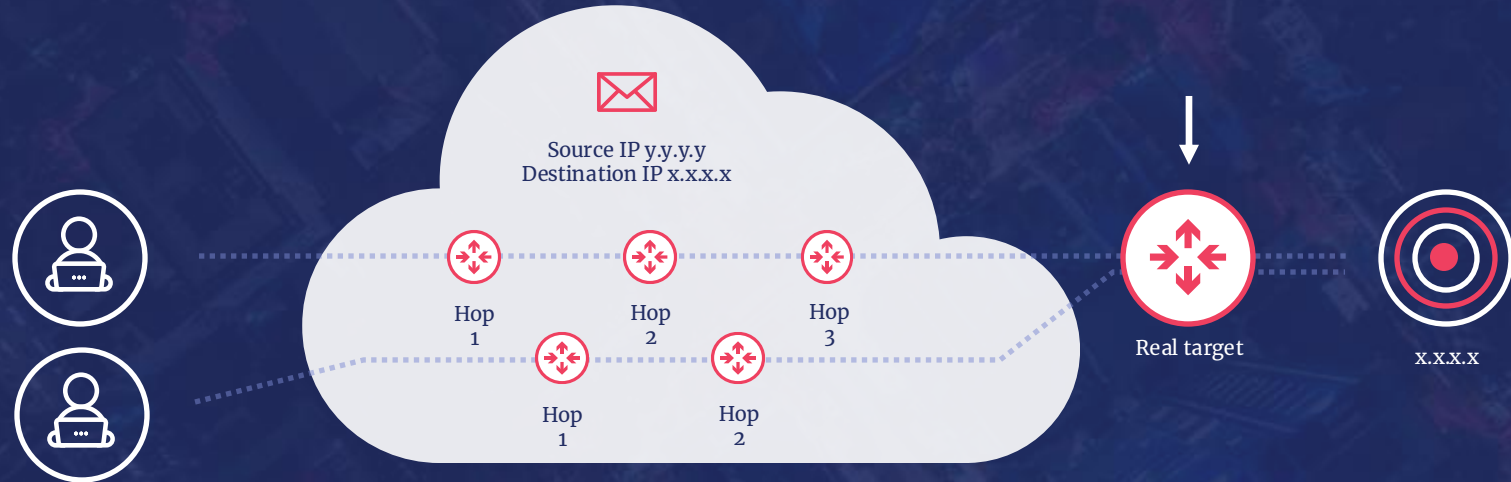 Source IP y.y.y.y
Destination IP x.x.x.x
Hop
1
Hop
2
Hop
3
Real target
x.x.x.x
Hop
1
Hop
2